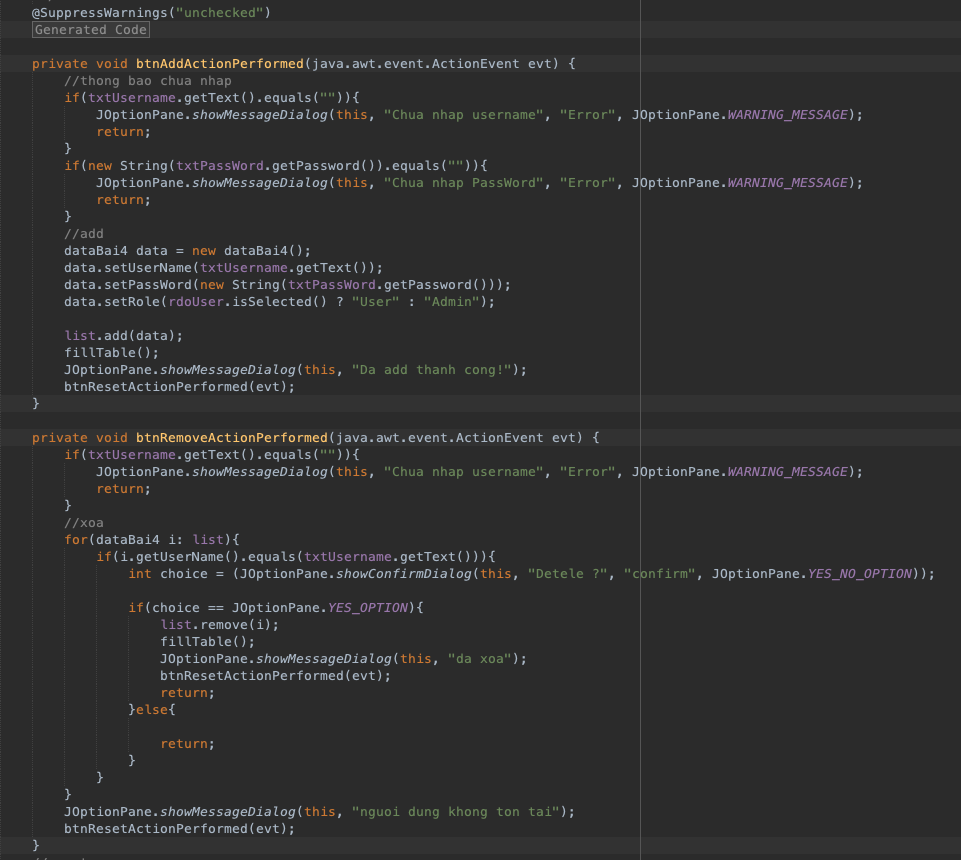 @SuppressWarnings("unchecked")
Generated Code
private void btnAddActionPerformed(java.awt.event.ActionEvent evt) {
//thong bao chua nhap
if(txtUsername.getText().equals("")){
JOptionPane.showMessageDialog(this, "Chua nhap username", "Error", JOptionPane.WARNING_MESSAGE);
return;
}
if(new String(txtPassWord.getPassword()).equals("")){
JOptionPane.showMessageDialog(this, "Chua nhap PassWord", "Error", JOptionPane.WARNING_MESSAGE);
return;
}
//add
dataBai4 data = new dataBai4();
data.setUserName(txtUsername.getText());
data.setPassWord(new String(txtPassWord.getPassword()));
data.setRole(rdoUser.isSelected() ? "User" : "Admin");
list.add(data);
fillTable();
JOptionPane.showMessageDialog(this, "Da add thanh cong!");
btnResetActionPerformed(evt);
}
private void btnRemoveActionPerformed(java.awt.event.ActionEvent evt) {
if(txtUsername.getText().equals("")){
JOptionPane.showMessageDialog(this, "Chua nhap username", "Error", JOptionPane.WARNING_MESSAGE);
return;
}
//xoa
for(dataBai4 i: list){
if(i.getUserName().equals(txtUsername.getText())){
int choice = (JOptionPane.showConfirmDialog(this, "Detele ?", "confirm", JOptionPane.YES_NO_OPTION));
if(choice == JOptionPane.YES_OPTION){
list.remove(i);
fillTable();
JOptionPane.showMessageDialog(this, "da xoa");
btnResetActionPerformed(evt);
return;
}else{
return;
}
}
}
JOptionPane.showMessageDialog(this, "nguoi dung khong ton tai");
btnResetActionPerformed(evt);
}